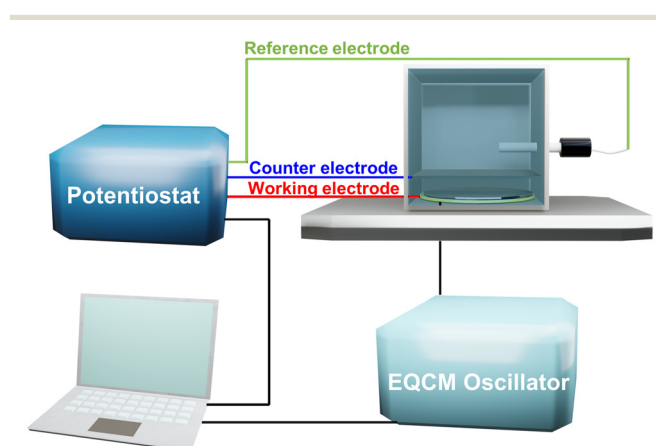 Reference electrode
Counter electrode
Working electrode
Potentiostat
EQCM Oscillator